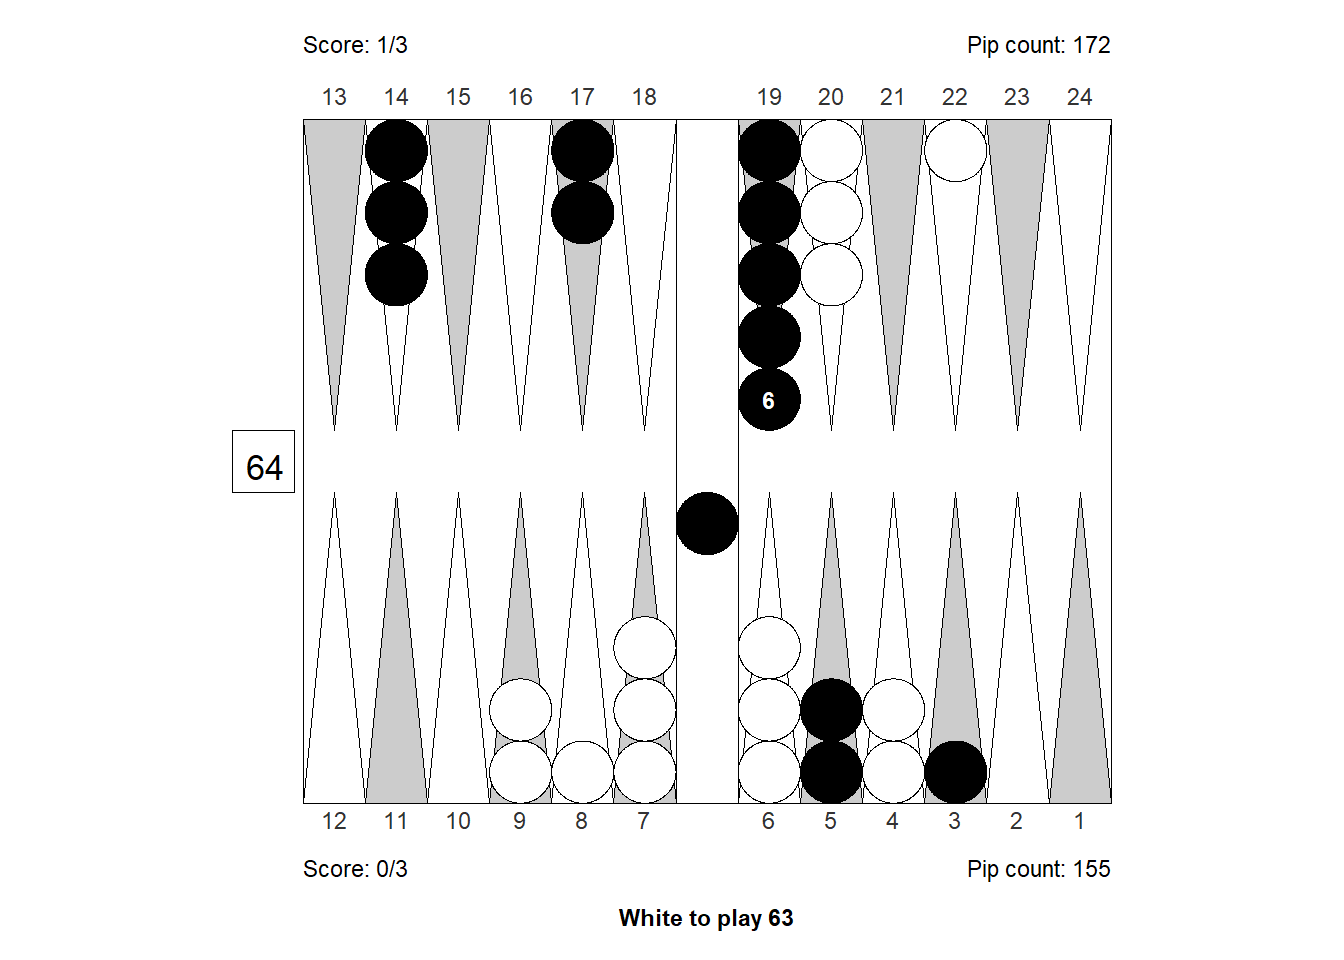 Score: 1/3 Pip count: 172
13 14 15 16 17 18 19 20 21 22 23 24
6
64
12 11 10 9 8 7 6 5 4 3 2 1
Score: 0/3 Pip count: 155
White to play 63